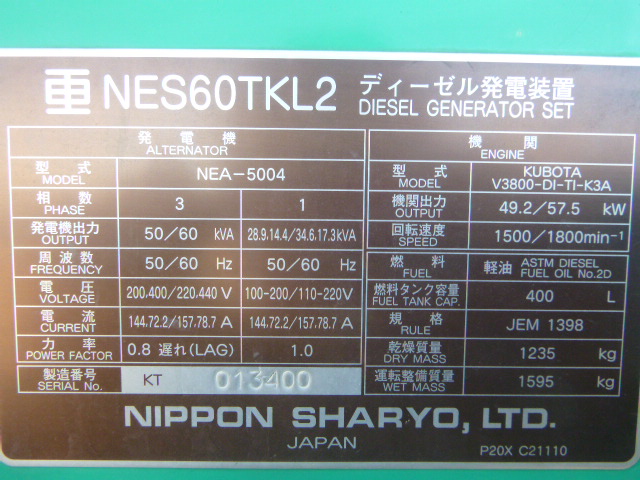 NES60TKL2 ディーゼル発電装置
DIESEL GENERATOR SET
発電機
ALTERNATOR
型式 MODEL NEA-5004
相数 PHASE 3 1
発電機出力 OUTPUT 50/60 kVA 28.9.14.4/34.6.17.3kVA
周波数 FREQUENCY 50/60 Hz 50/60 Hz
電圧 VOLTAGE 200.400/220.440 V 100-200/110-220V
電流 CURRENT 144.72.2/157.78.7 A 144.72.2/157.78.7 A
力率 POWER FACTOR 0.8 遅れ(LAG) 1.0
製造番号 SERIAL No. KT 013400
機関
ENGINE
型式 MODEL KUBOTA V3800-DI-TI-K3A
機関出力 OUTPUT 49.2/57.5 kW
回転速度 SPEED 1500/1800min-1
燃料 FUEL 軽油 ASTM DIESEL FUEL OIL No.2D
燃料タンク容量 FUEL TANK CAP. 400 L
規格 RULE JEM 1398
乾燥質量 DRY MASS 1235 kg
運転整備質量 WET MASS 1595 kg
NIPPON SHARYO, LTD.
JAPAN
P20X C21110